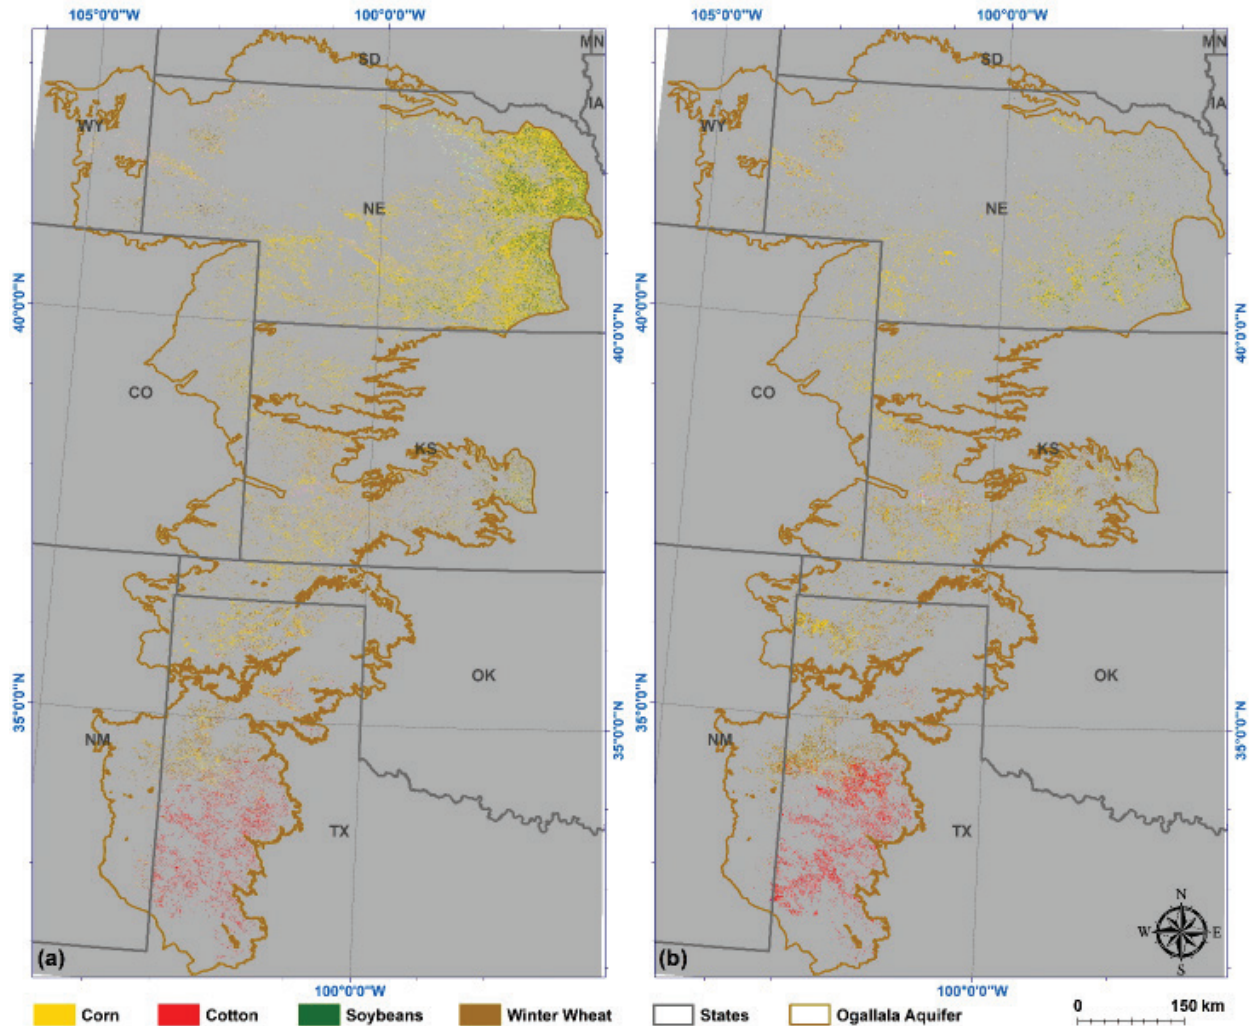 105°0'0"W 100°0'0"W 105°0'0"W 100°0'0"W
SD MN SD MN
IA IA
WY WY
NE NE
40°0'0"N 40°0'0"N 40°0'0"N 40°0'0"N
CO CO
KS KS
OK OK
35°0'0"N 35°0'0"N 35°0'0"N 35°0'0"N
NM NM
TX TX
N
W E
S
(a) (b)
100°0'0"W 100°0'0"W
Corn Cotton Soybeans Winter Wheat States Ogallala Aquifer 0 150 km